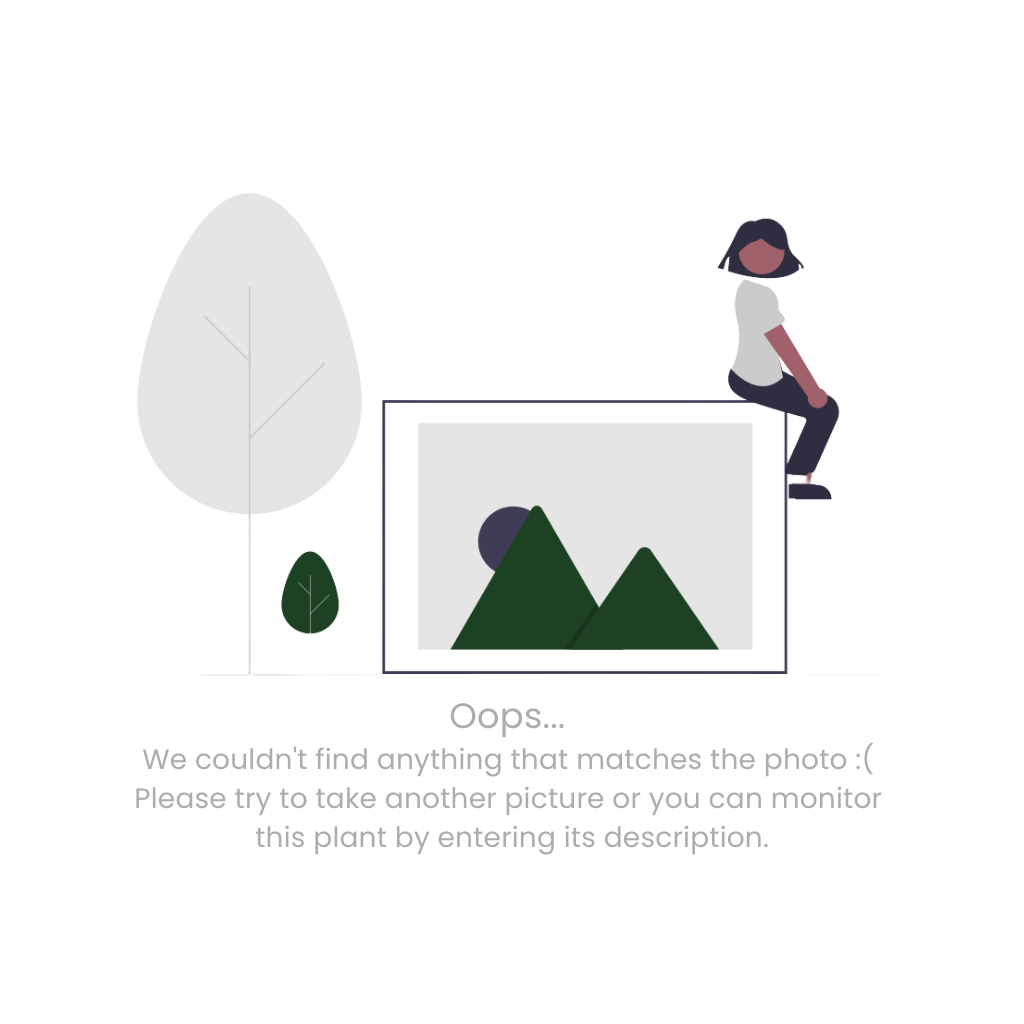 Oops...
We couldn't find anything that matches the photo :(
Please try to take another picture or you can monitor
this plant by entering its description.